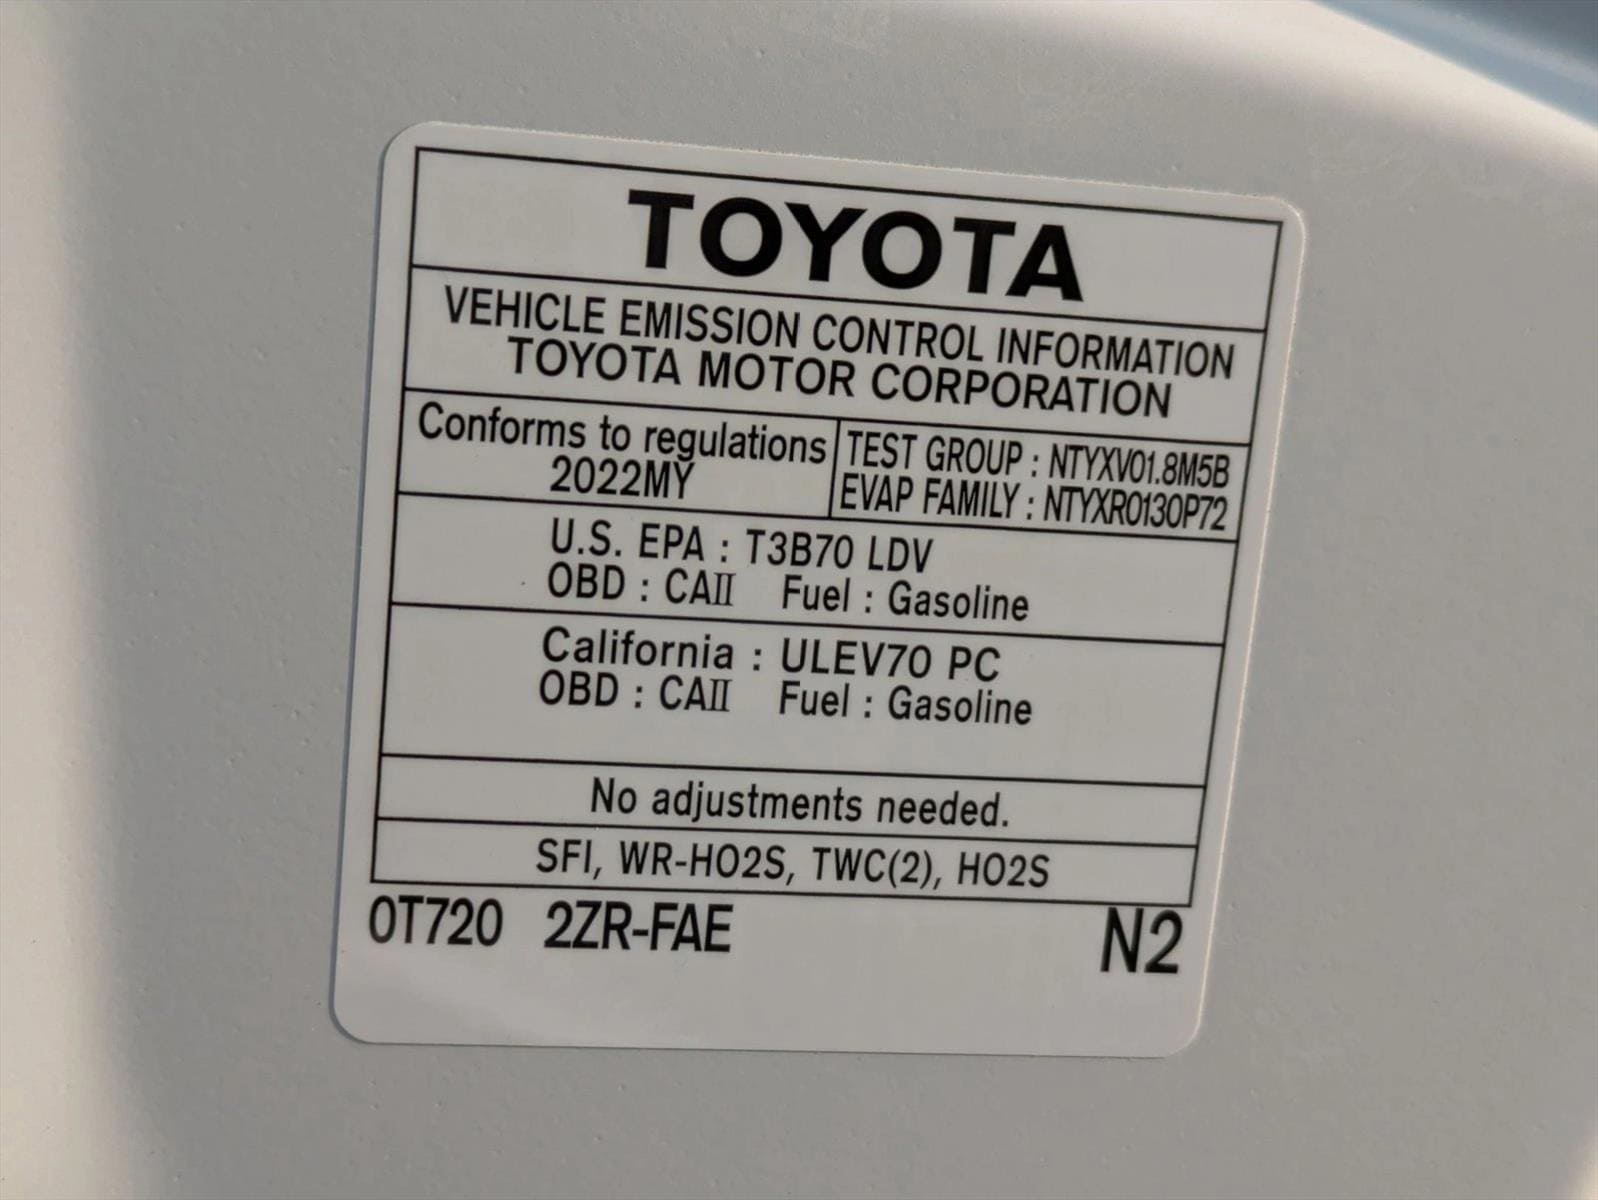 TOYOTA
VEHICLE EMISSION CONTROL INFORMATION
TOYOTA MOTOR CORPORATION
Conforms to regulations
2022MY
TEST GROUP : NTYXV01.8M5B
EVAP FAMILY : NTYXR0130P72
U.S. EPA : T3B70 LDV
OBD : CAII Fuel : Gasoline
California : ULEV70 PC
OBD : CAII Fuel : Gasoline
No adjustments needed.
SFI, WR-HO2S, TWC(2), HO2S
0T720 2ZR-FAE N2